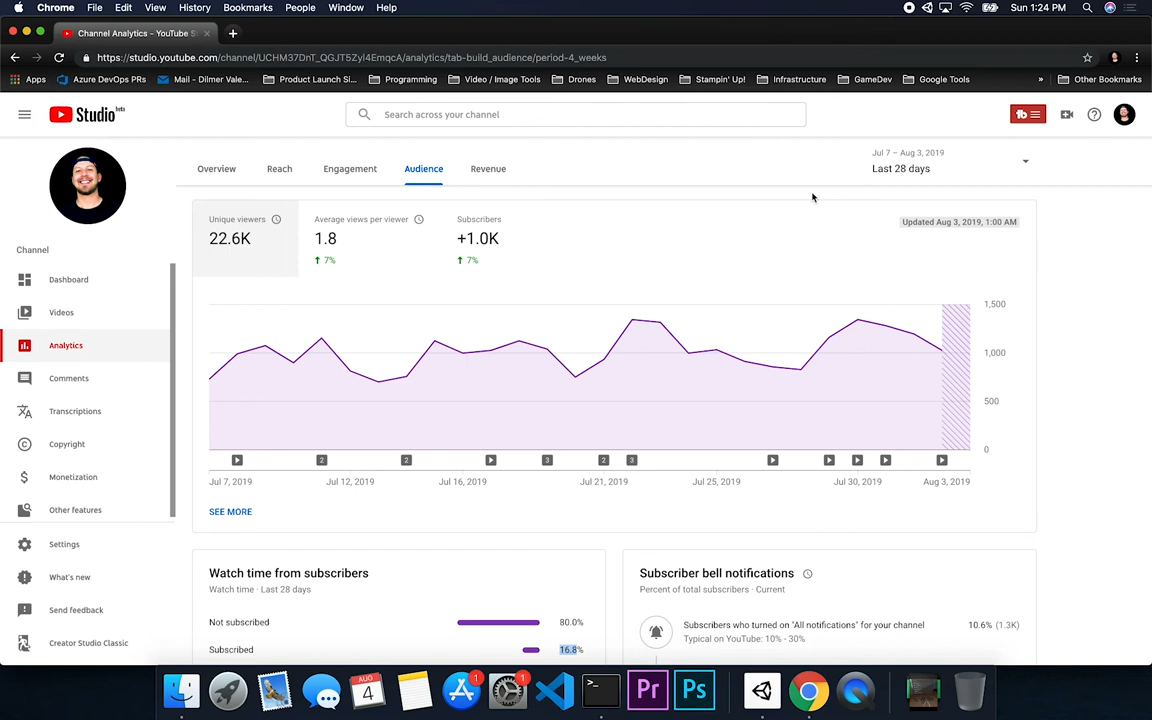 Chrome File Edit View History Bookmarks People Window Help
Sun 1:24 PM
Channel Analytics - YouTube S
https://studio.youtube.com/channel/UCHM37DnT_QGJT5Zyl4EmqcA/analytics/tab-build_audience/period-4_weeks
Apps Azure DevOps PRs Mail - Dilmer Vale... Product Launch Si... Programming Video / Image Tools Drones WebDesign Stampin' Up! Infrastructure GameDev Google Tools » Other Bookmarks
Studio beta
Search across your channel
Overview Reach Engagement Audience Revenue
Jul 7 – Aug 3, 2019
Last 28 days
Channel
Dashboard
Videos
Analytics
Comments
Transcriptions
Copyright
Monetization
Other features
Settings
What's new
Send feedback
Creator Studio Classic
Unique viewers
22.6K
Average views per viewer
1.8
7%
Subscribers
+1.0K
7%
Updated Aug 3, 2019, 1:00 AM
1,500
1,000
500
0
2 2 3 2 3
Jul 7, 2019 Jul 12, 2019 Jul 16, 2019 Jul 21, 2019 Jul 25, 2019 Jul 30, 2019 Aug 3, 2019
SEE MORE
Watch time from subscribers
Watch time · Last 28 days
Not subscribed 80.0%
Subscribed 16.8%
Subscriber bell notifications
Percent of total subscribers · Current
Subscribers who turned on "All notifications" for your channel 10.6% (1.3K)
Typical on YouTube: 10% - 30%
AUG
4
1
1
Pr
Ps